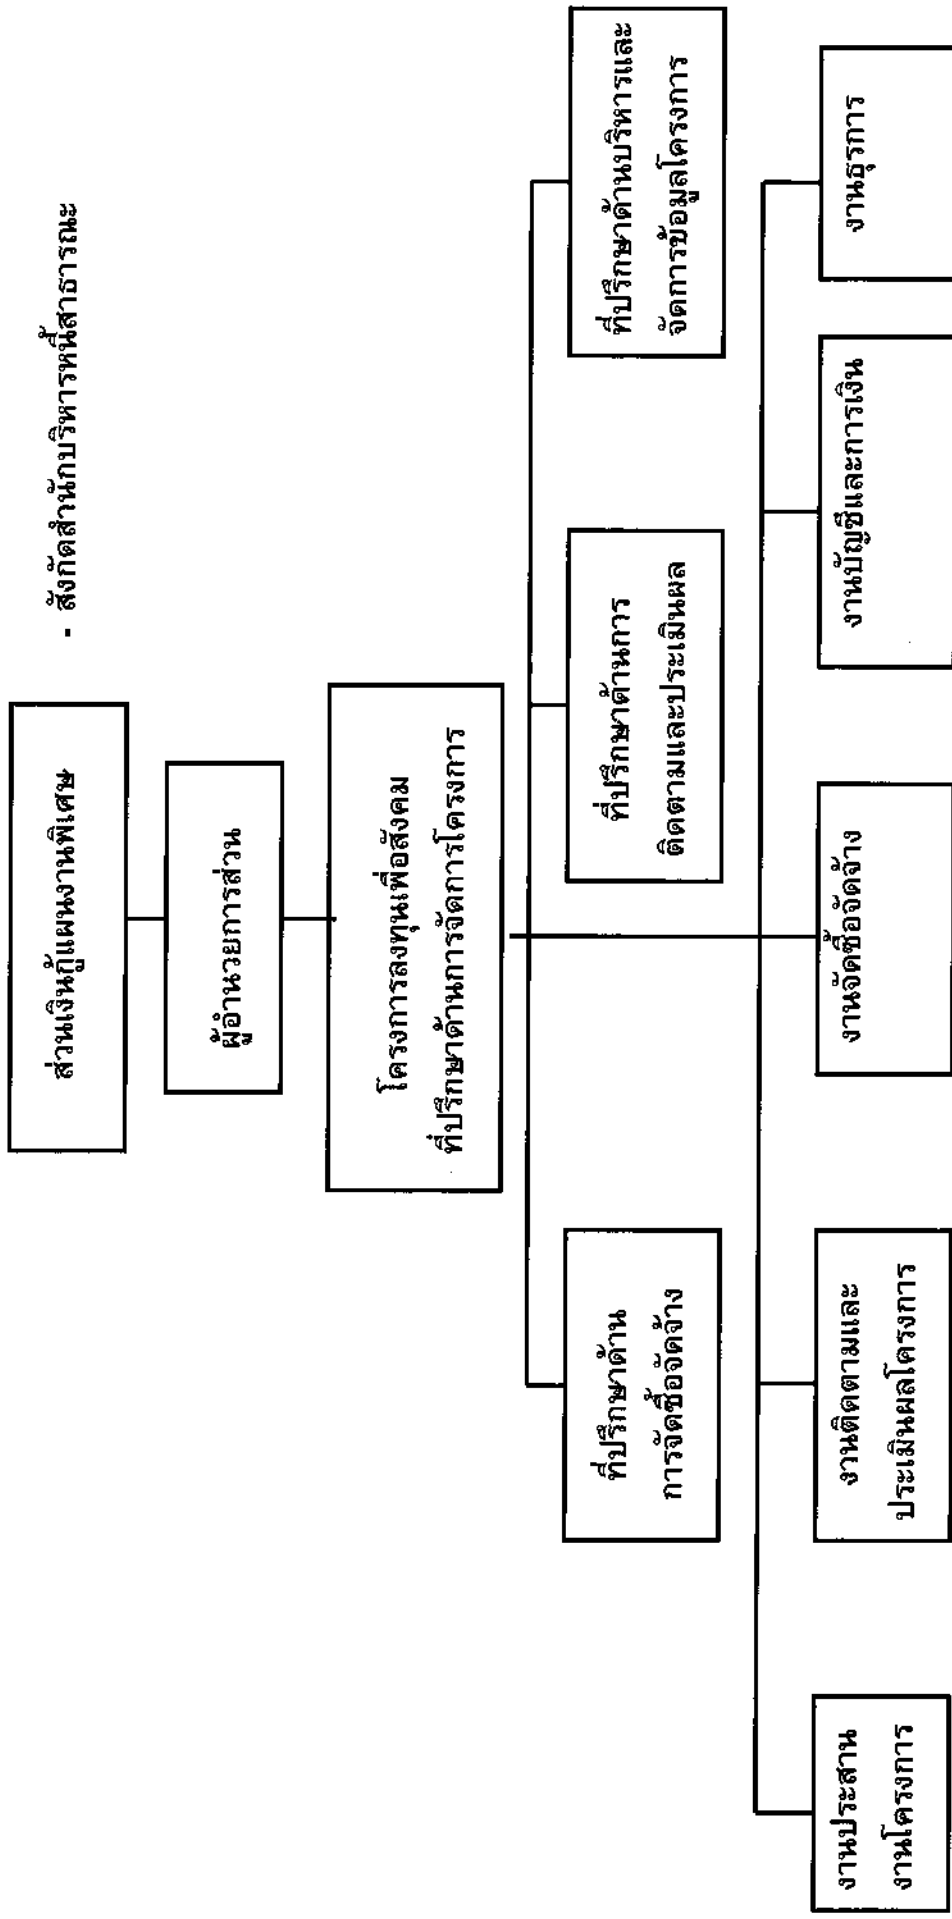 ส่วนเงินกู้แผนงานพิเศษ
- สังกัดสำนักบริหารหนี้สาธารณะ
ผู้อำนวยการส่วน
โครงการลงทุนเพื่อสังคม
ที่ปรึกษาด้านการจัดการโครงการ
ที่ปรึกษาด้าน
การจัดซื้อจัดจ้าง
ที่ปรึกษาด้านการ
ติดตามและประเมินผล
ที่ปรึกษาด้านบริหารและ
จัดการข้อมูลโครงการ
งานประสาน
งานโครงการ
งานติดตามและ
ประเมินผลโครงการ
งานจัดซื้อจัดจ้าง
งานบัญชีและการเงิน
งานธุรการ